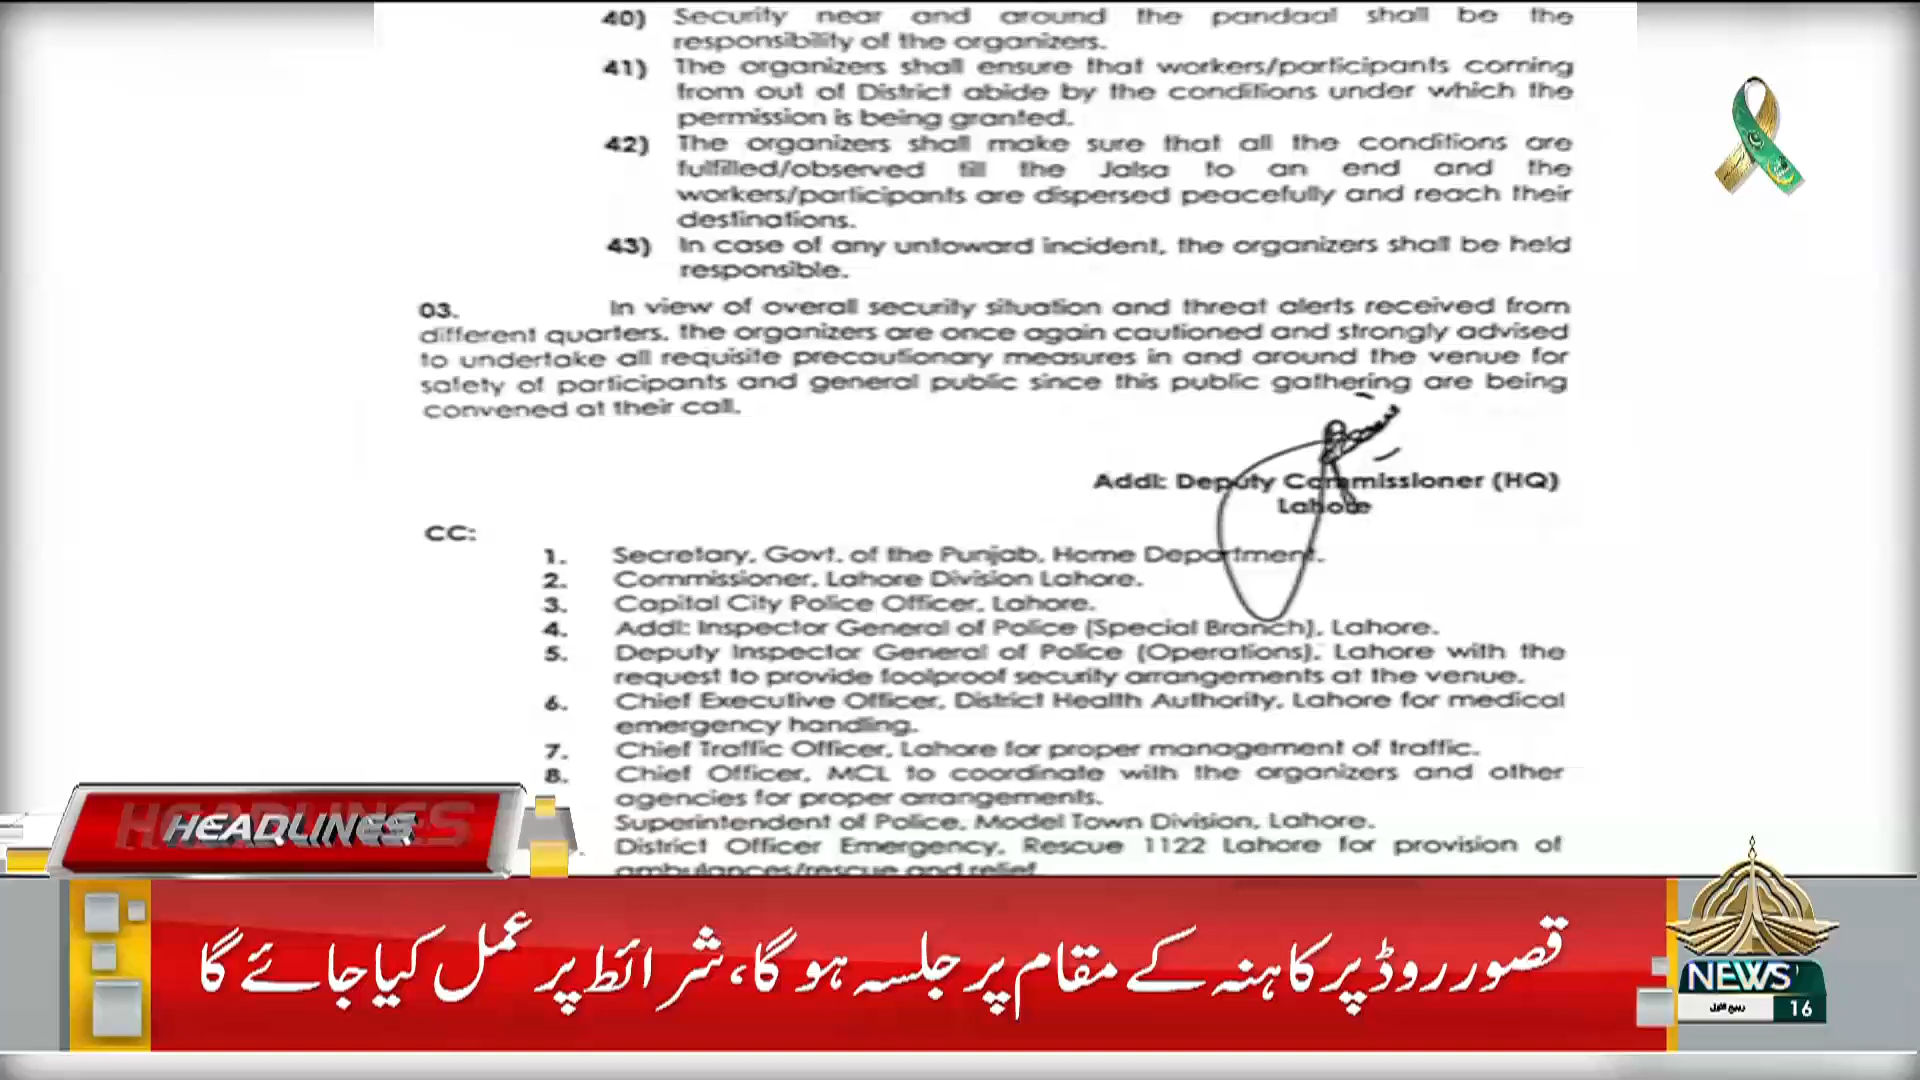 40) Security near and around the pandaal shall be the
responsibility of the organizers.
41) The organizers shall ensure that workers/participants coming
from out of District abide by the conditions under which the
permission is being granted.
42) The organizers shall make sure that all the conditions are
fulfilled/observed till the Jalsa to an end and the
workers/participants are dispersed peacefully and reach their
destinations.
43) In case of any untoward incident, the organizers shall be held
responsible.
03. In view of overall security situation and threat alerts received from
different quarters, the organizers are once again cautioned and strongly advised
to undertake all requisite precautionary measures in and around the venue for
safety of participants and general public since this public gathering are being
convened at their call.
Addl: Deputy Commissioner (HQ)
Lahore
CC:
1. Secretary, Govt. of the Punjab, Home Department.
2. Commissioner, Lahore Division Lahore.
3. Capital City Police Officer, Lahore.
4. Addl: Inspector General of Police (Special Branch), Lahore.
5. Deputy Inspector General of Police (Operations), Lahore with the
request to provide foolproof security arrangements at the venue.
6. Chief Executive Officer, District Health Authority, Lahore for medical
emergency handling.
7. Chief Traffic Officer, Lahore for proper management of traffic.
8. Chief Officer, MCL to coordinate with the organizers and other
agencies for proper arrangements.
Superintendent of Police, Model Town Division, Lahore.
District Officer Emergency, Rescue 1122 Lahore for provision of
ambulances/rescue and relief
HEADLINES
قصور روڈ پر کاہنہ کے مقام پر جلسہ ہو گا، شرائط پر عمل کیا جائے گا
NEWS
ربیع الاول 16